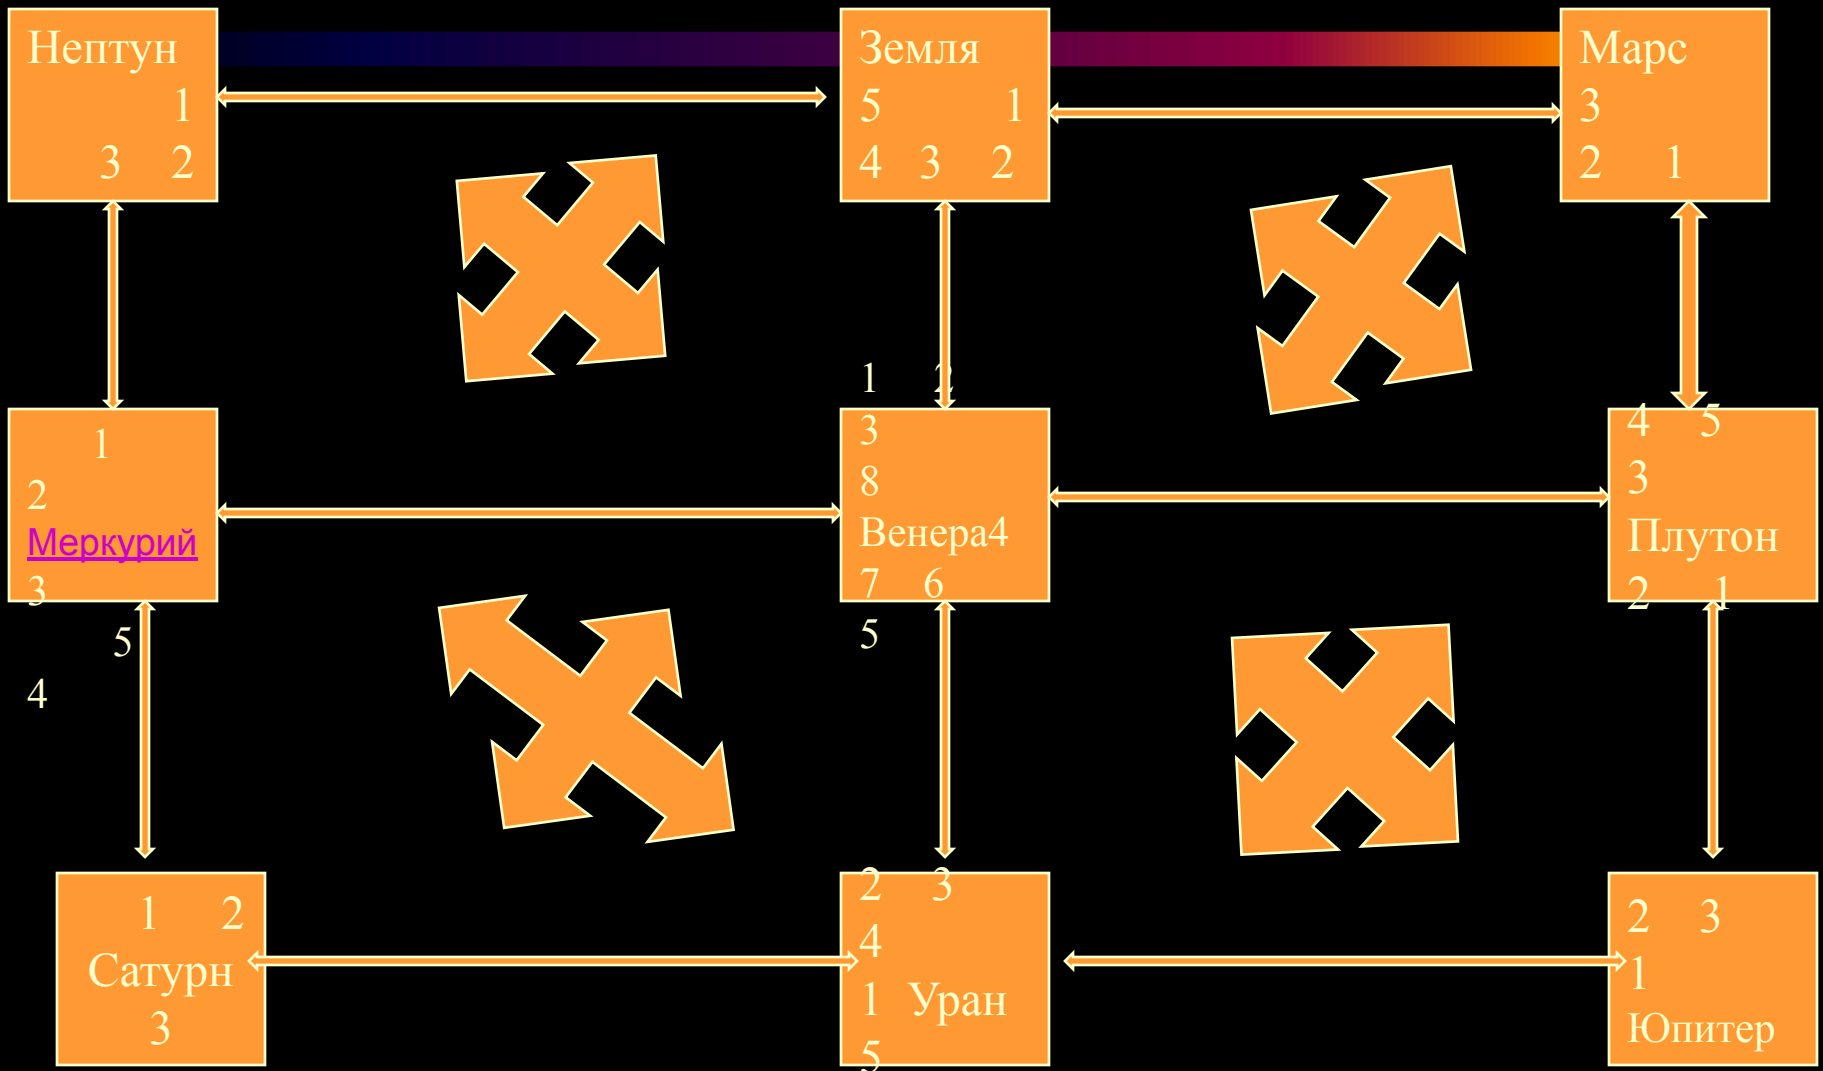 Нептун
1
3 2
Земля
5 1
4 3 2
Марс
3
2 1
1
2
Меркурий
3
5
4
1 2
3
8
Венера4
7 6
5
4 5
3
Плутон
2 1
1 2
Сатурн
3
2 3
4
1 Уран
5
2 3
1
Юпитер